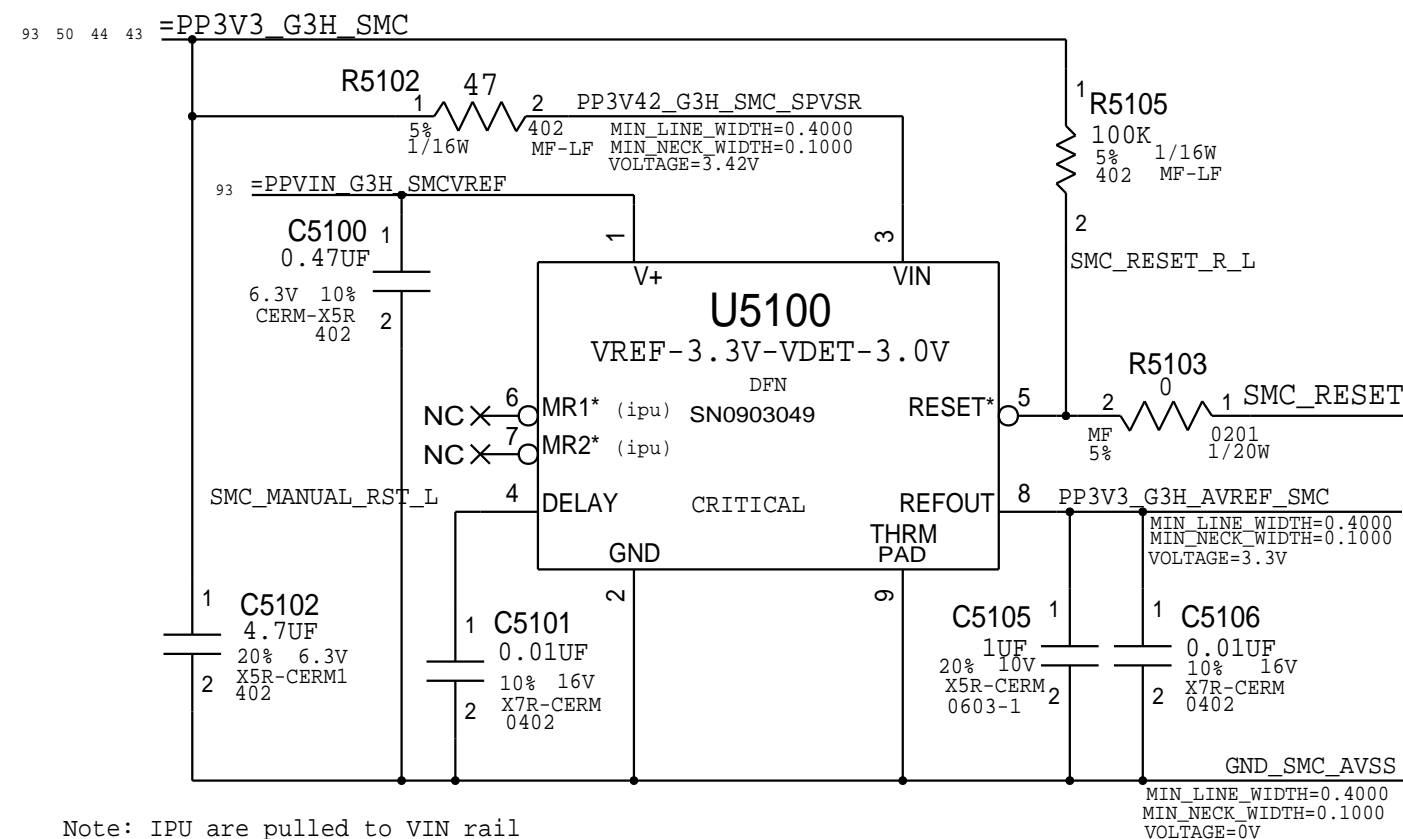 93 50 44 43 =PP3V3_G3H_SMC
R5102
47
1
2
PP3V42_G3H_SMC_SPVSR
5%
1/16W
402
MF-LF
MIN_LINE_WIDTH=0.4000
MIN_NECK_WIDTH=0.1000
VOLTAGE=3.42V
1
R5105
100K
5%
1/16W
402
MF-LF
2
93 =PPVIN_G3H_SMCVREF
C5100
1
0.47UF
6.3V 10%
CERM-X5R
402
2
1
3
SMC_RESET_R_L
V+
VIN
U5100
VREF-3.3V-VDET-3.0V
DFN
SN0903049
6
NC
MR1* (ipu)
7
NC
MR2* (ipu)
RESET*
5
R5103
0
2
1
SMC_RESET
MF
5%
0201
1/20W
SMC_MANUAL_RST_L
4
DELAY
CRITICAL
REFOUT
8
PP3V3_G3H_AVREF_SMC
MIN_LINE_WIDTH=0.4000
MIN_NECK_WIDTH=0.1000
VOLTAGE=3.3V
GND
THRM
PAD
2
9
1
C5102
4.7UF
20% 6.3V
X5R-CERM1
402
2
1
C5101
0.01UF
10% 16V
X7R-CERM
0402
2
C5105
1
1UF
20% 10V
X5R-CERM
0603-1
2
1
C5106
0.01UF
10% 16V
X7R-CERM
0402
2
GND_SMC_AVSS
MIN_LINE_WIDTH=0.4000
MIN_NECK_WIDTH=0.1000
VOLTAGE=0V
Note: IPU are pulled to VIN rail